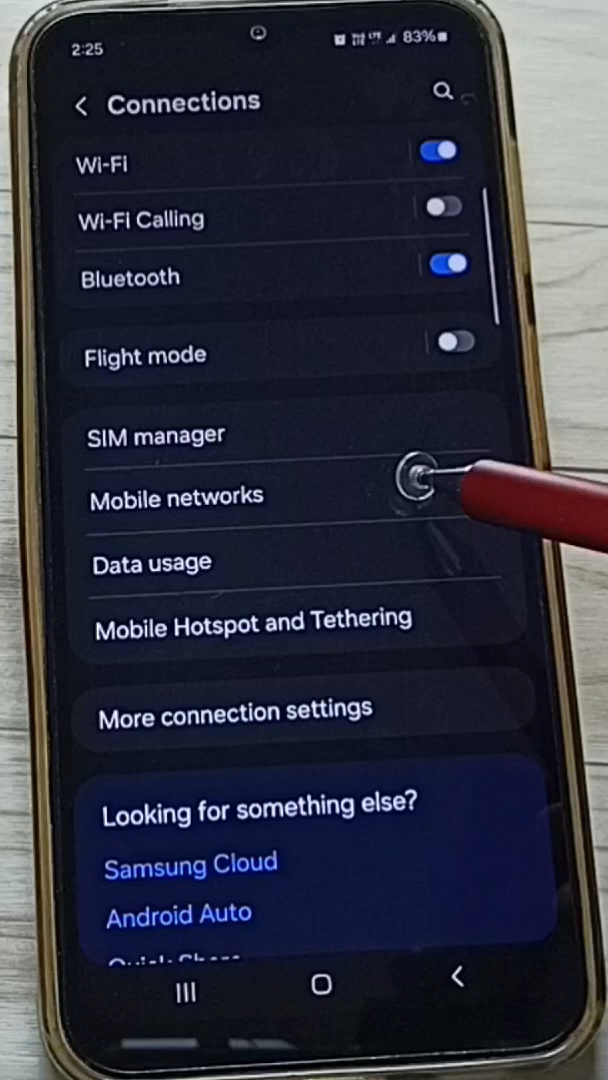 2:25
83%
Connections
Wi-Fi
Wi-Fi Calling
Bluetooth
Flight mode
SIM manager
Mobile networks
Data usage
Mobile Hotspot and Tethering
More connection settings
Looking for something else?
Samsung Cloud
Android Auto